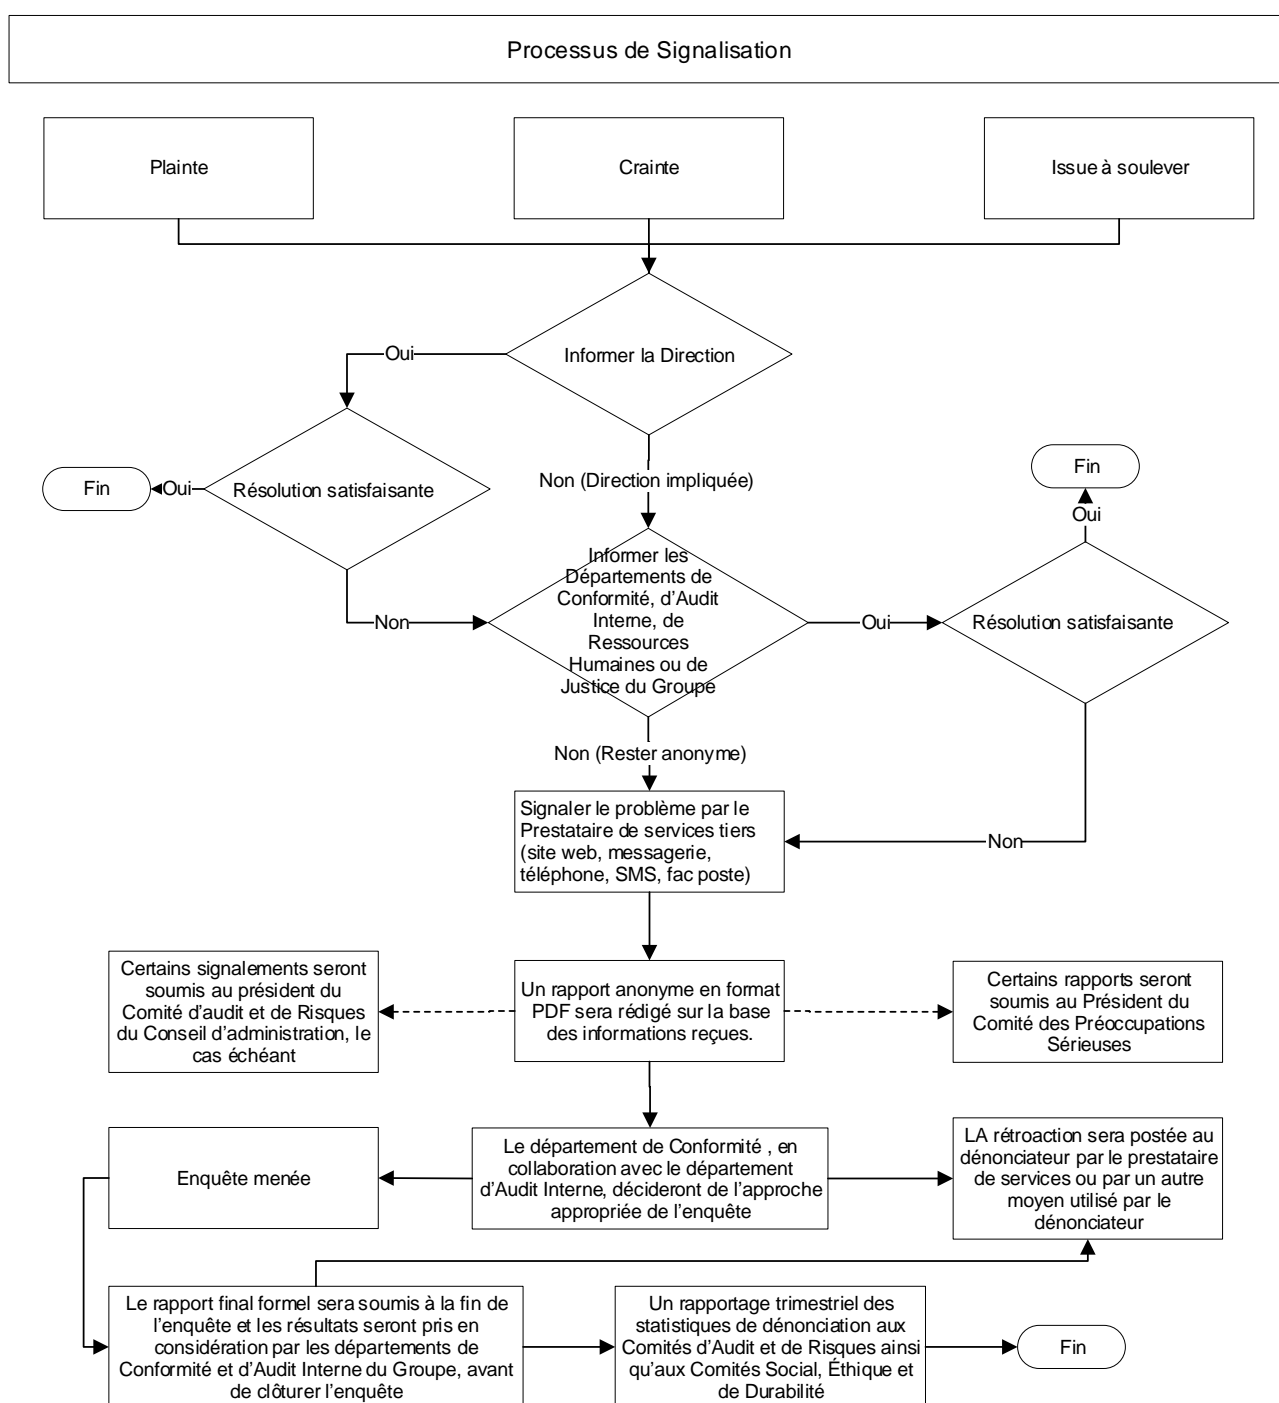 Processus de Signalisation
Plainte
Crainte
Issue à soulever
Informer la Direction
Oui
Non (Direction impliquée)
Résolution satisfaisante
Oui
Fin
Non
Informer les
Départements de
Conformité, d'Audit
Interne, de
Ressources
Humaines ou de
Justice du Groupe
Oui
Résolution satisfaisante
Oui
Fin
Non (Rester anonyme)
Non
Signaler le problème par le
Prestataire de services tiers
(site web, messagerie,
téléphone, SMS, fac poste)
Certains signalements seront
soumis au président du
Comité d'audit et de Risques
du Conseil d'administration, le
cas échéant
Un rapport anonyme en format
PDF sera rédigé sur la base
des informations reçues.
Certains rapports seront
soumis au Président du
Comité des Préoccupations
Sérieuses
Enquête menée
Le département de Conformité , en
collaboration avec le département
d'Audit Interne, décideront de l'approche
appropriée de l'enquête
LA rétroaction sera postée au
dénonciateur par le prestataire
de services ou par un autre
moyen utilisé par le
dénonciateur
Le rapport final formel sera soumis à la fin de
l'enquête et les résultats seront pris en
considération par les départements de
Conformité et d'Audit Interne du Groupe, avant
de clôturer l'enquête
Un rapportage trimestriel des
statistiques de dénonciation aux
Comités d'Audit et de Risques ainsi
qu'aux Comités Social, Éthique et
de Durabilité
Fin